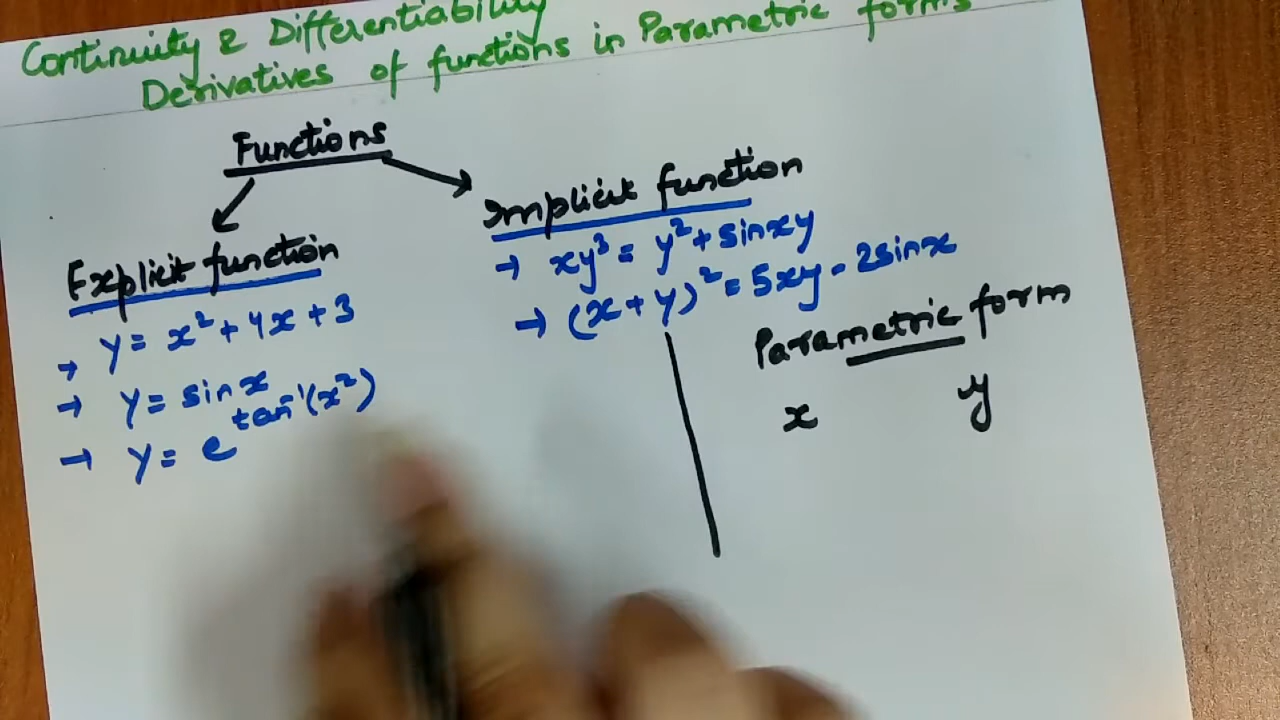 Continuity & Differentiability
Derivatives of functions in Parametric forms
Functions
Explicit function
→ y = x² + 4x + 3
→ y = sin x
→ y = e^tan⁻¹(x²)
Implicit function
→ xy³ = y² + sinxy
→ (x + y)² = 5xy - 2sinx
Parametric form
x y